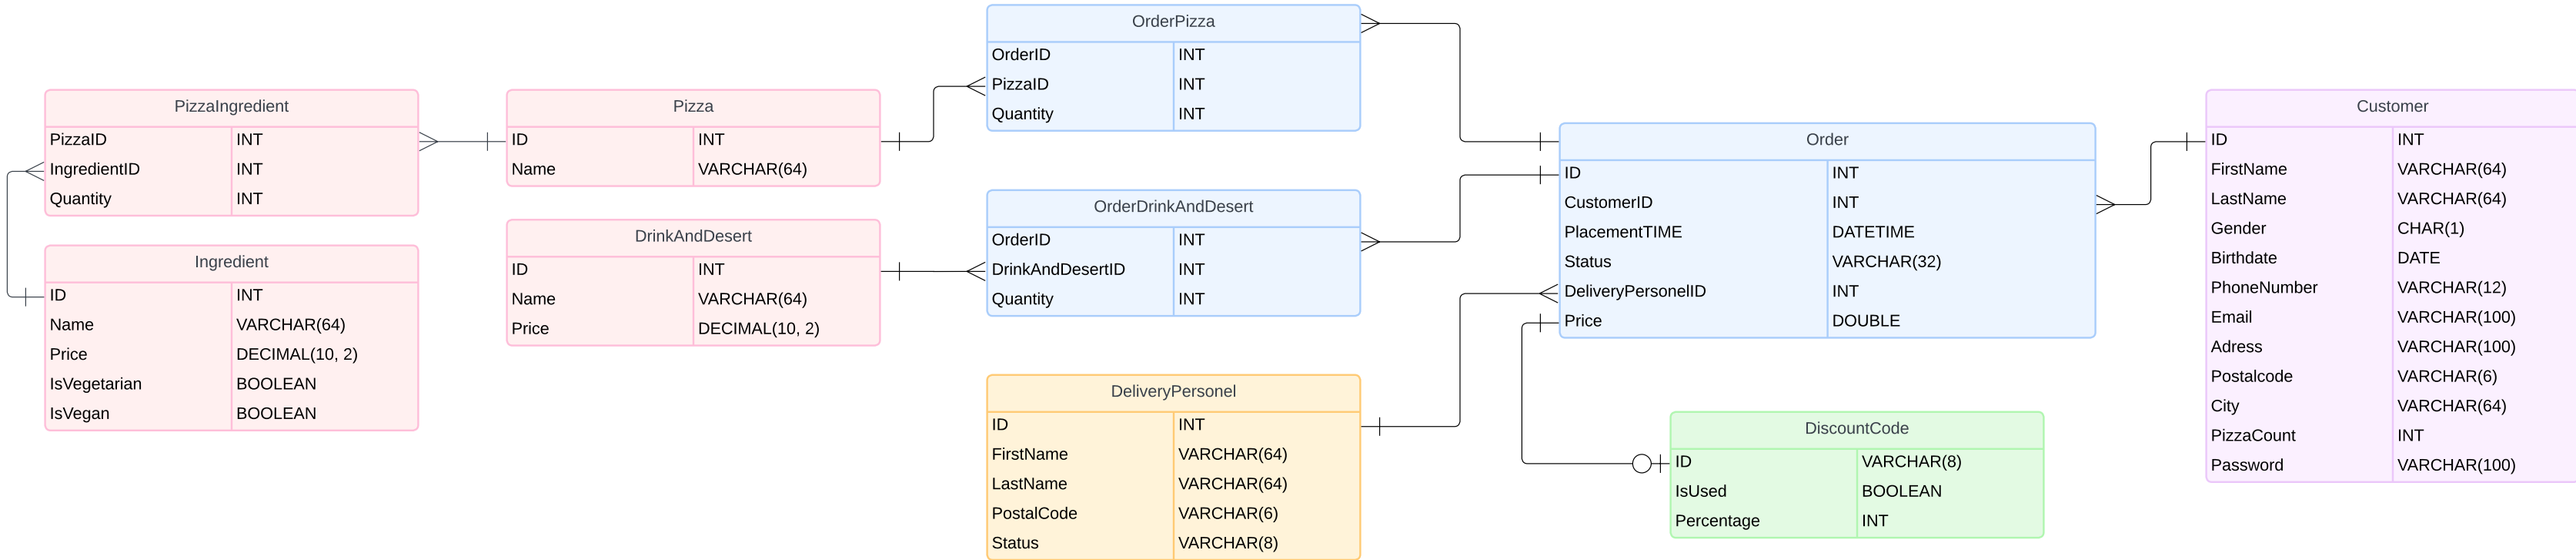 PizzaIngredient
PizzaID INT
IngredientID INT
Quantity INT
Ingredient
ID INT
Name VARCHAR(64)
Price DECIMAL(10, 2)
IsVegetarian BOOLEAN
IsVegan BOOLEAN
Pizza
ID INT
Name VARCHAR(64)
DrinkAndDesert
ID INT
Name VARCHAR(64)
Price DECIMAL(10, 2)
OrderPizza
OrderID INT
PizzaID INT
Quantity INT
OrderDrinkAndDesert
OrderID INT
DrinkAndDesertID INT
Quantity INT
DeliveryPersonel
ID INT
FirstName VARCHAR(64)
LastName VARCHAR(64)
PostalCode VARCHAR(6)
Status VARCHAR(8)
Order
ID INT
CustomerID INT
PlacementTIME DATETIME
Status VARCHAR(32)
DeliveryPersonelID INT
Price DOUBLE
DiscountCode
ID VARCHAR(8)
IsUsed BOOLEAN
Percentage INT
Customer
ID INT
FirstName VARCHAR(64)
LastName VARCHAR(64)
Gender CHAR(1)
Birthdate DATE
PhoneNumber VARCHAR(12)
Email VARCHAR(100)
Adress VARCHAR(100)
Postalcode VARCHAR(6)
City VARCHAR(64)
PizzaCount INT
Password VARCHAR(100)